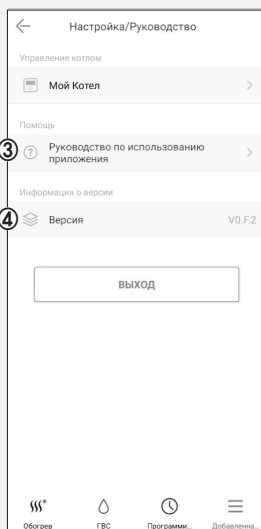 Настройка/Руководство
Управление котлом
Мой Котел
Помощь
③
Руководство по использованию
приложения
Информация о версии
④
Версия
V0.F.2
ВЫХОД
Обогрев
ГВС
Программи...
Добавленна...